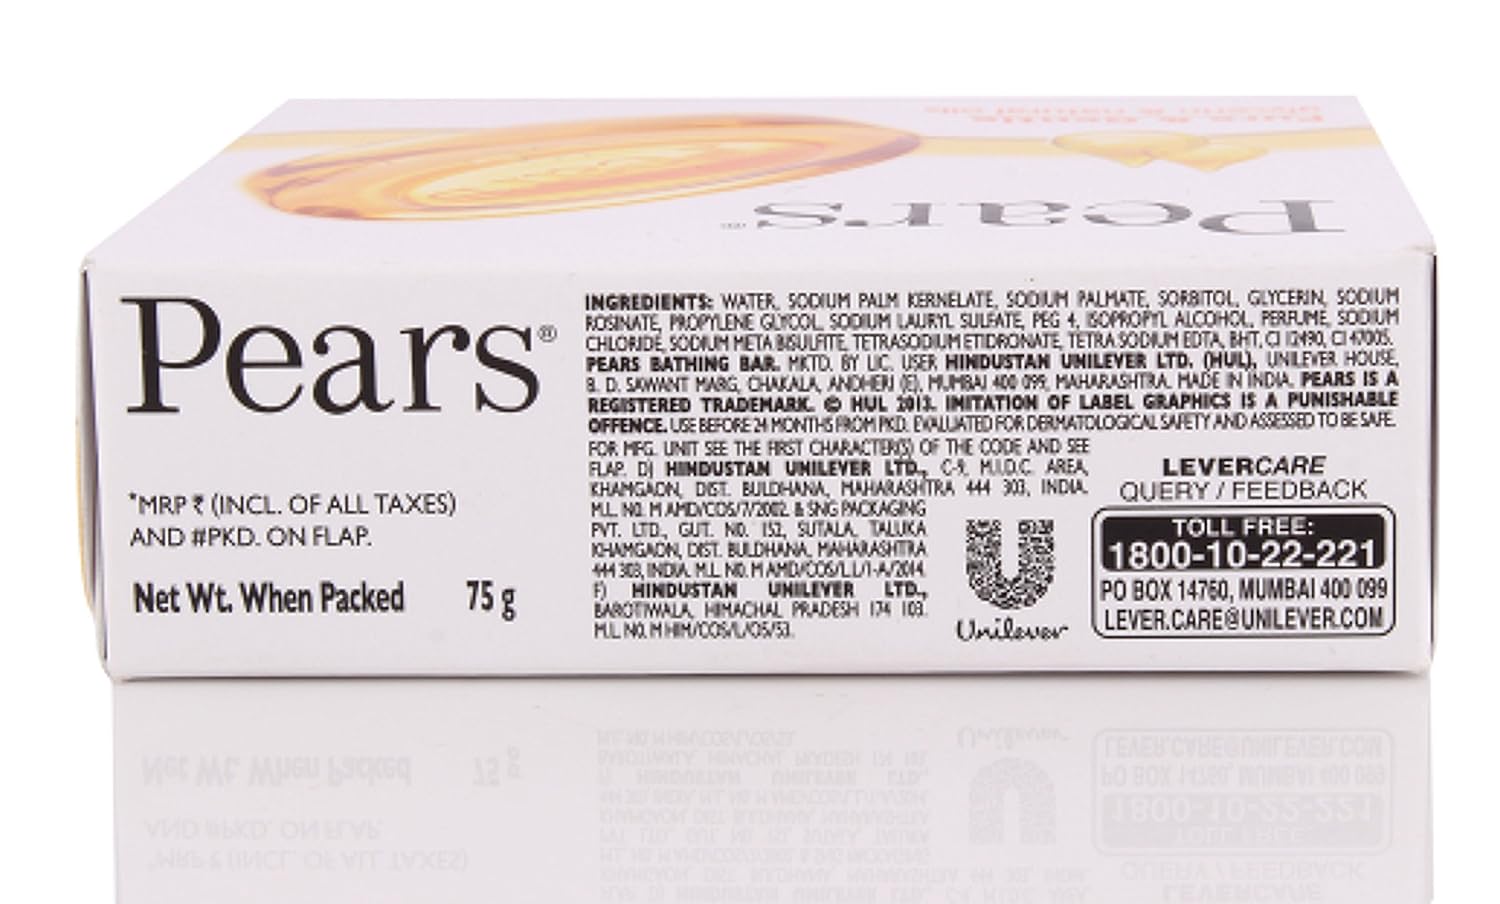 Pure & Gentle
glycerin & natural oils
Pears®
Pears®
*MRP ₹ (INCL. OF ALL TAXES)
AND #PKD. ON FLAP.
Net Wt. When Packed 75 g
INGREDIENTS: WATER, SODIUM PALM KERNELATE, SODIUM PALMATE, SORBITOL, GLYCERIN, SODIUM
ROSINATE, PROPYLENE GLYCOL, SODIUM LAURYL SULFATE, PEG 4, ISOPROPYL ALCOHOL, PERFUME, SODIUM
CHLORIDE, SODIUM META BISULFITE, TETRASODIUM ETIDRONATE, TETRA SODIUM EDTA, BHT, CI 12490, CI 47005.
PEARS BATHING BAR. MKTD. BY LIC. USER HINDUSTAN UNILEVER LTD. (HUL), UNILEVER HOUSE,
B. D. SAWANT MARG, CHAKALA, ANDHERI (E), MUMBAI 400 099, MAHARASHTRA. MADE IN INDIA. PEARS IS A
REGISTERED TRADEMARK. © HUL 2013. IMITATION OF LABEL GRAPHICS IS A PUNISHABLE
OFFENCE. USE BEFORE 24 MONTHS FROM PKD. EVALUATED FOR DERMATOLOGICAL SAFETY AND ASSESSED TO BE SAFE.
FOR MFG. UNIT SEE THE FIRST CHARACTER(S) OF THE CODE AND SEE
FLAP. D) HINDUSTAN UNILEVER LTD., C-9, M.I.D.C. AREA,
KHAMGAON, DIST. BULDHANA, MAHARASHTRA 444 303, INDIA.
M.L. NO. M AMD/COS/7/2002. & SNG PACKAGING
PVT. LTD., GUT. NO. 152, SUTALA, TALUKA
KHAMGAON, DIST. BULDHANA, MAHARASHTRA
444 303, INDIA. M.L. NO. M AMD/COS/LL/1-A/2014.
F) HINDUSTAN UNILEVER LTD.,
BAROTIWALA, HIMACHAL PRADESH 174 103.
M.L. NO. M HIM/COS/L/05/53.
Unilever
LEVERCARE
QUERY / FEEDBACK
TOLL FREE:
1800-10-22-221
PO BOX 14760, MUMBAI 400 099
LEVER.CARE@UNILEVER.COM